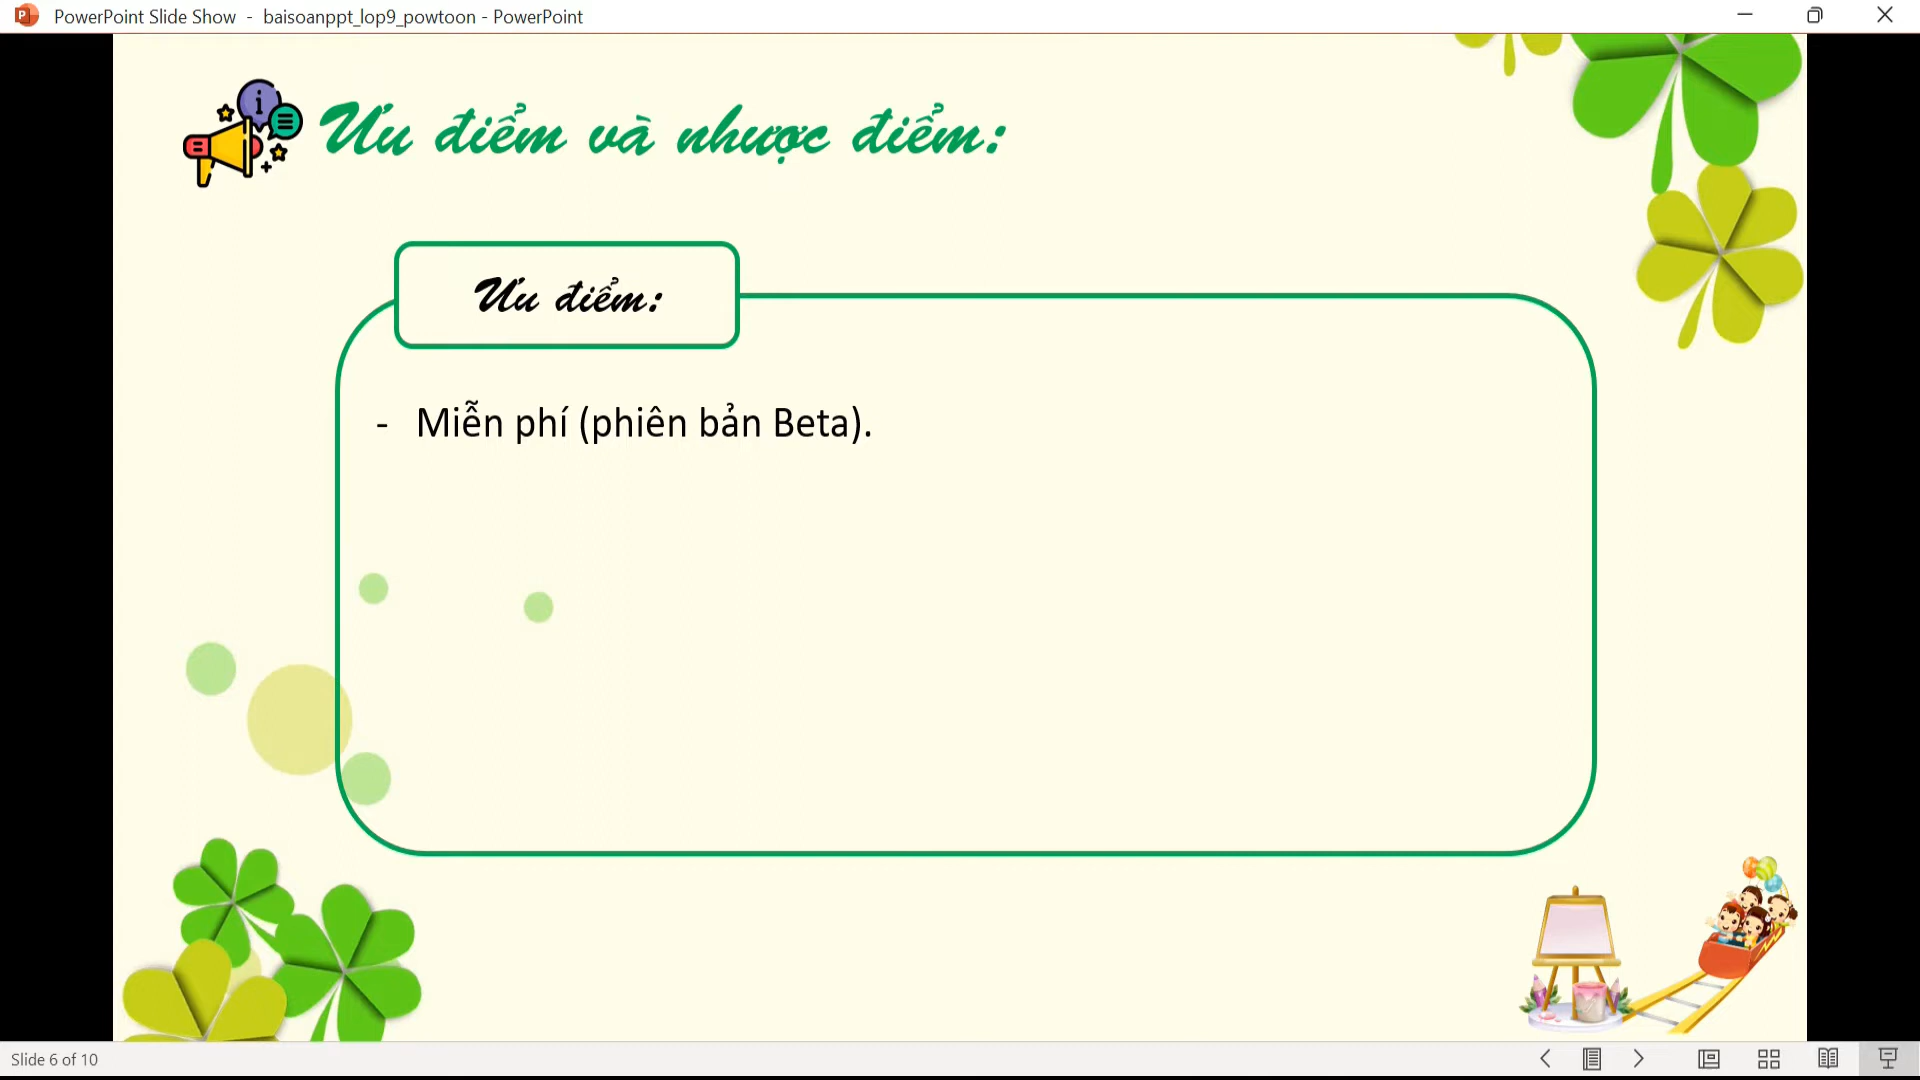 PowerPoint Slide Show - baisoanppt_lop9_powtoon - PowerPoint
Ưu điểm và nhược điểm:
Ưu điểm:
- Miễn phí (phiên bản Beta).
Slide 6 of 10